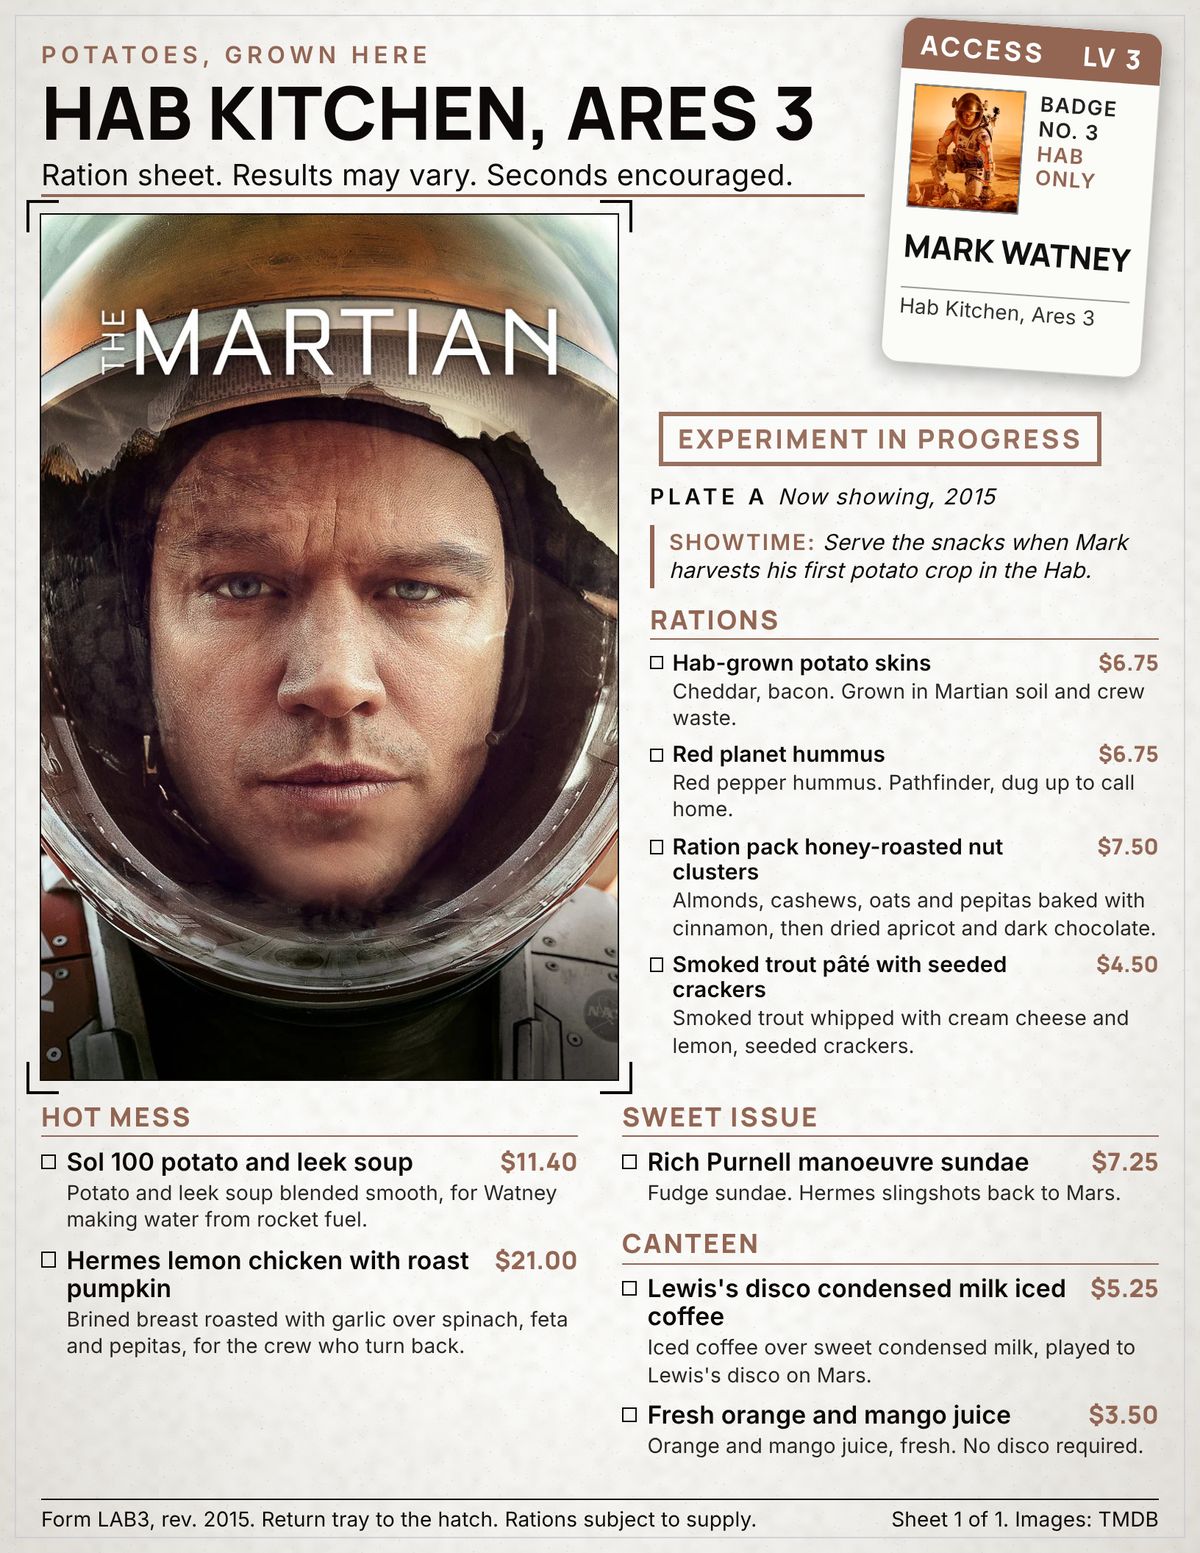 POTATOES, GROWN HERE
HAB KITCHEN, ARES 3
Ration sheet. Results may vary. Seconds encouraged.
ACCESS LV 3
BADGE
NO. 3
HAB
ONLY
MARK WATNEY
Hab Kitchen, Ares 3
THE MARTIAN
NASA
EXPERIMENT IN PROGRESS
PLATE A Now showing, 2015
SHOWTIME: Serve the snacks when Mark
harvests his first potato crop in the Hab.
RATIONS
Hab-grown potato skins $6.75
Cheddar, bacon. Grown in Martian soil and crew
waste.
Red planet hummus $6.75
Red pepper hummus. Pathfinder, dug up to call
home.
Ration pack honey-roasted nut $7.50
clusters
Almonds, cashews, oats and pepitas baked with
cinnamon, then dried apricot and dark chocolate.
Smoked trout pâté with seeded $4.50
crackers
Smoked trout whipped with cream cheese and
lemon, seeded crackers.
HOT MESS
Sol 100 potato and leek soup $11.40
Potato and leek soup blended smooth, for Watney
making water from rocket fuel.
Hermes lemon chicken with roast $21.00
pumpkin
Brined breast roasted with garlic over spinach, feta
and pepitas, for the crew who turn back.
SWEET ISSUE
Rich Purnell manoeuvre sundae $7.25
Fudge sundae. Hermes slingshots back to Mars.
CANTEEN
Lewis's disco condensed milk iced $5.25
coffee
Iced coffee over sweet condensed milk, played to
Lewis's disco on Mars.
Fresh orange and mango juice $3.50
Orange and mango juice, fresh. No disco required.
Form LAB3, rev. 2015. Return tray to the hatch. Rations subject to supply.
Sheet 1 of 1. Images: TMDB